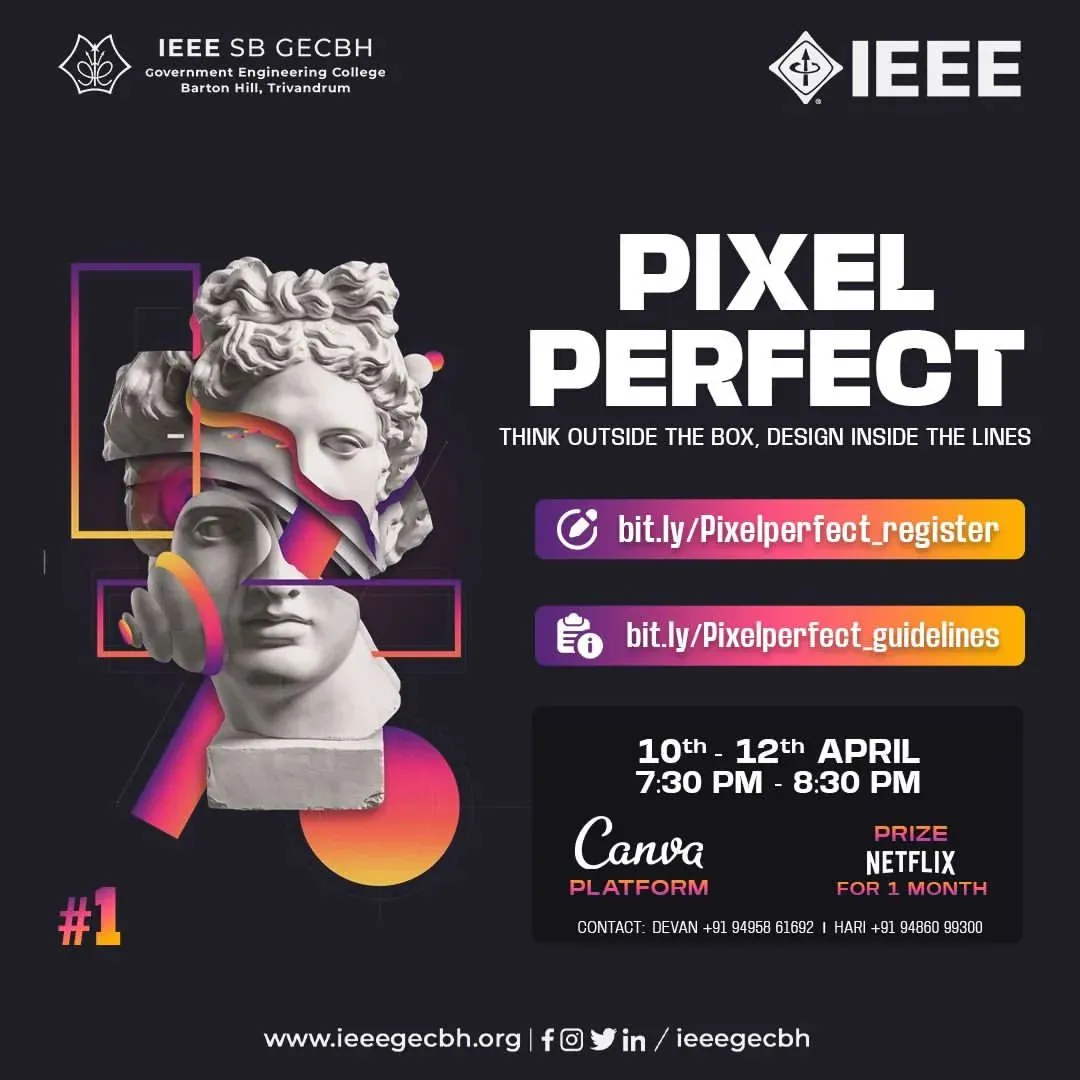 IEEE SB GECBH
Government Engineering College
Barton Hill, Trivandrum
IEEE
PIXEL
PERFECT
THINK OUTSIDE THE BOX, DESIGN INSIDE THE LINES
bit.ly/Pixelperfect_register
bit.ly/Pixelperfect_guidelines
10th - 12th APRIL
7:30 PM - 8:30 PM
Canva
PLATFORM
PRIZE
NETFLIX
FOR 1 MONTH
CONTACT: DEVAN +91 94958 61692 I HARI +91 94860 99300
#1
www.ieeegecbh.org | / ieeegecbh